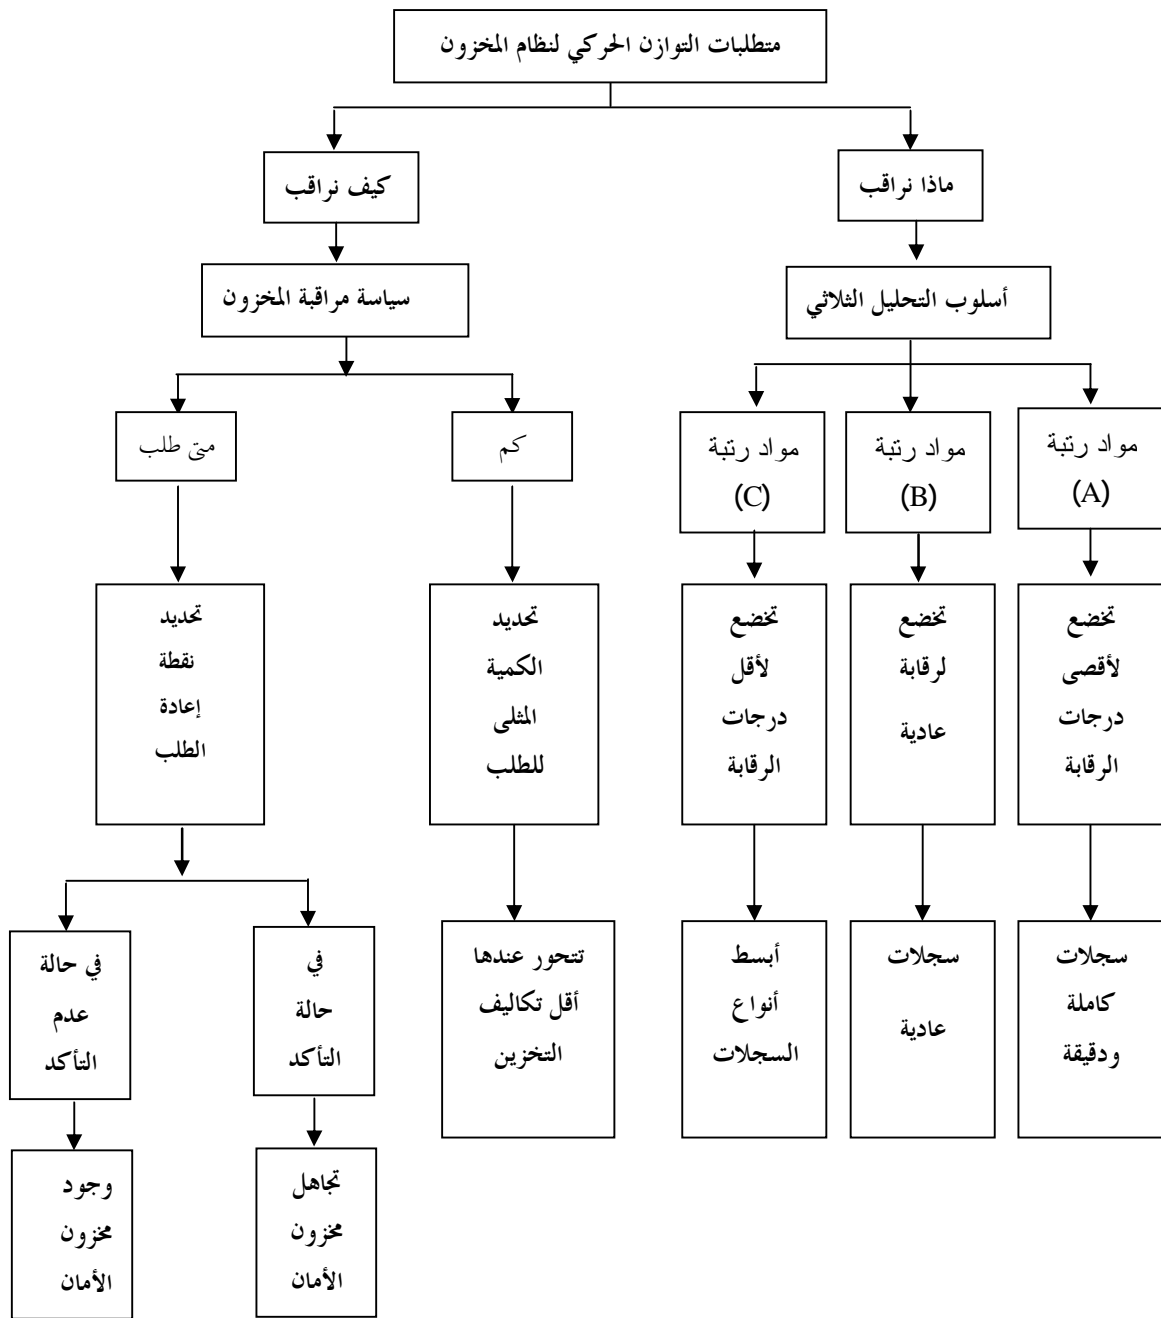 متطلبات التوازن الحركي لنظام المخزون
ماذا نراقب
كيف نراقب
أسلوب التحليل الثلاثي
سياسة مراقبة المخزون
مواد رتبة
(A)
مواد رتبة
(B)
مواد رتبة
(C)
كم
متى طلب
تخضع
لأقصى
درجات
الرقابة
تخضع
لرقابة
عادية
تخضع
لأقل
درجات
الرقابة
تحديد
الكمية
المثلى
للطلب
تحديد
نقطة
إعادة
الطلب
سجلات
كاملة
ودقيقة
سجلات
عادية
أبسط
أنواع
السجلات
تتحور عندها
أقل تكاليف
التخزين
في
حالة
التأكد
في حالة
عدم
التأكد
تجاهل
مخزون
الأمان
وجود
مخزون
الأمان